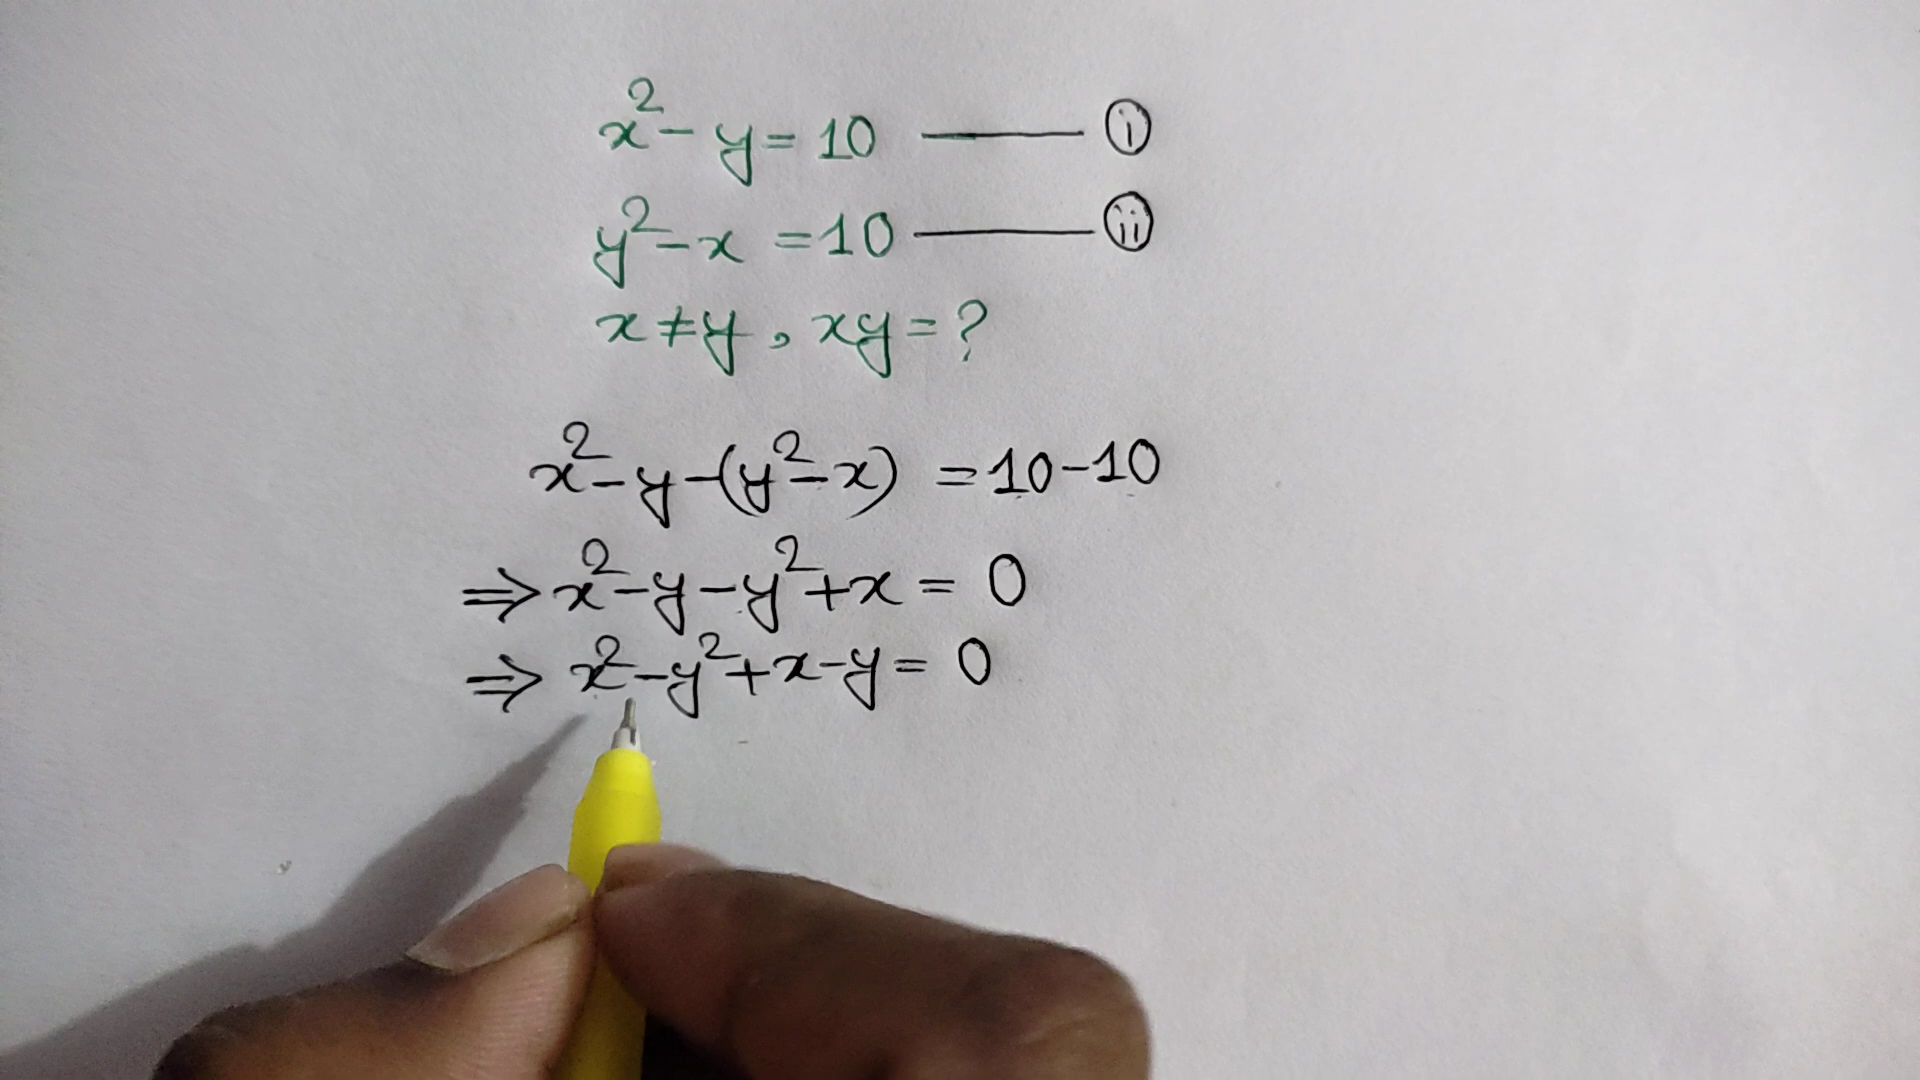 x² - y = 10 ——— (i)
y² - x = 10 ——— (ii)
x ≠ y, xy = ?
x² - y - (y² - x) = 10 - 10
⇒ x² - y - y² + x = 0
⇒ x² - y² + x - y = 0